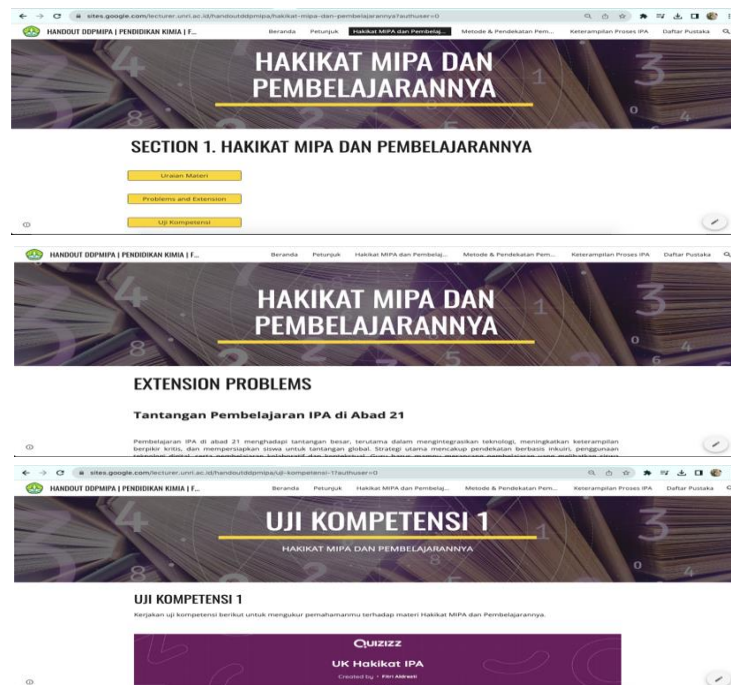 sites.google.com/lecturer.unri.ac.id/handoutddpmipa/hakikat-mipa-dan-pembelajarannya?authuser=0
HANDOUT DDPMIPA | PENDIDIKAN KIMIA | F...
Beranda Petunjuk Hakikat MIPA dan Pembelaj... Metode & Pendekatan Pem... Keterampilan Proses IPA Daftar Pustaka
HAKIKAT MIPA DAN
PEMBELAJARANNYA
SECTION 1. HAKIKAT MIPA DAN PEMBELAJARANNYA
Uraian Materi
Problems and Extension
Uji Kompetensi
HANDOUT DDPMIPA | PENDIDIKAN KIMIA | F...
Beranda Petunjuk Hakikat MIPA dan Pembelaj... Metode & Pendekatan Pem... Keterampilan Proses IPA Daftar Pustaka
HAKIKAT MIPA DAN
PEMBELAJARANNYA
EXTENSION PROBLEMS
Tantangan Pembelajaran IPA di Abad 21
Pembelajaran IPA di abad 21 menghadapi tantangan besar, terutama dalam mengintegrasikan teknologi, meningkatkan keterampilan
berpikir kritis, dan mempersiapkan siswa untuk tantangan global. Strategi utama mencakup pendekatan berbasis inkuiri, penggunaan
sites.google.com/lecturer.unri.ac.id/handoutddpmipa/uji-kompetensi-1?authuser=0
HANDOUT DDPMIPA | PENDIDIKAN KIMIA | F...
Beranda Petunjuk Hakikat MIPA dan Pembelaj... Metode & Pendekatan Pem... Keterampilan Proses IPA Daftar Pustaka
UJI KOMPETENSI 1
HAKIKAT MIPA DAN PEMBELAJARANNYA
UJI KOMPETENSI 1
Kerjakan uji kompetensi berikut untuk mengukur pemahamanmu terhadap materi Hakikat MIPA dan Pembelajarannya.
QUIZIZZ
UK Hakikat IPA
Created by • Fitri Aldresti